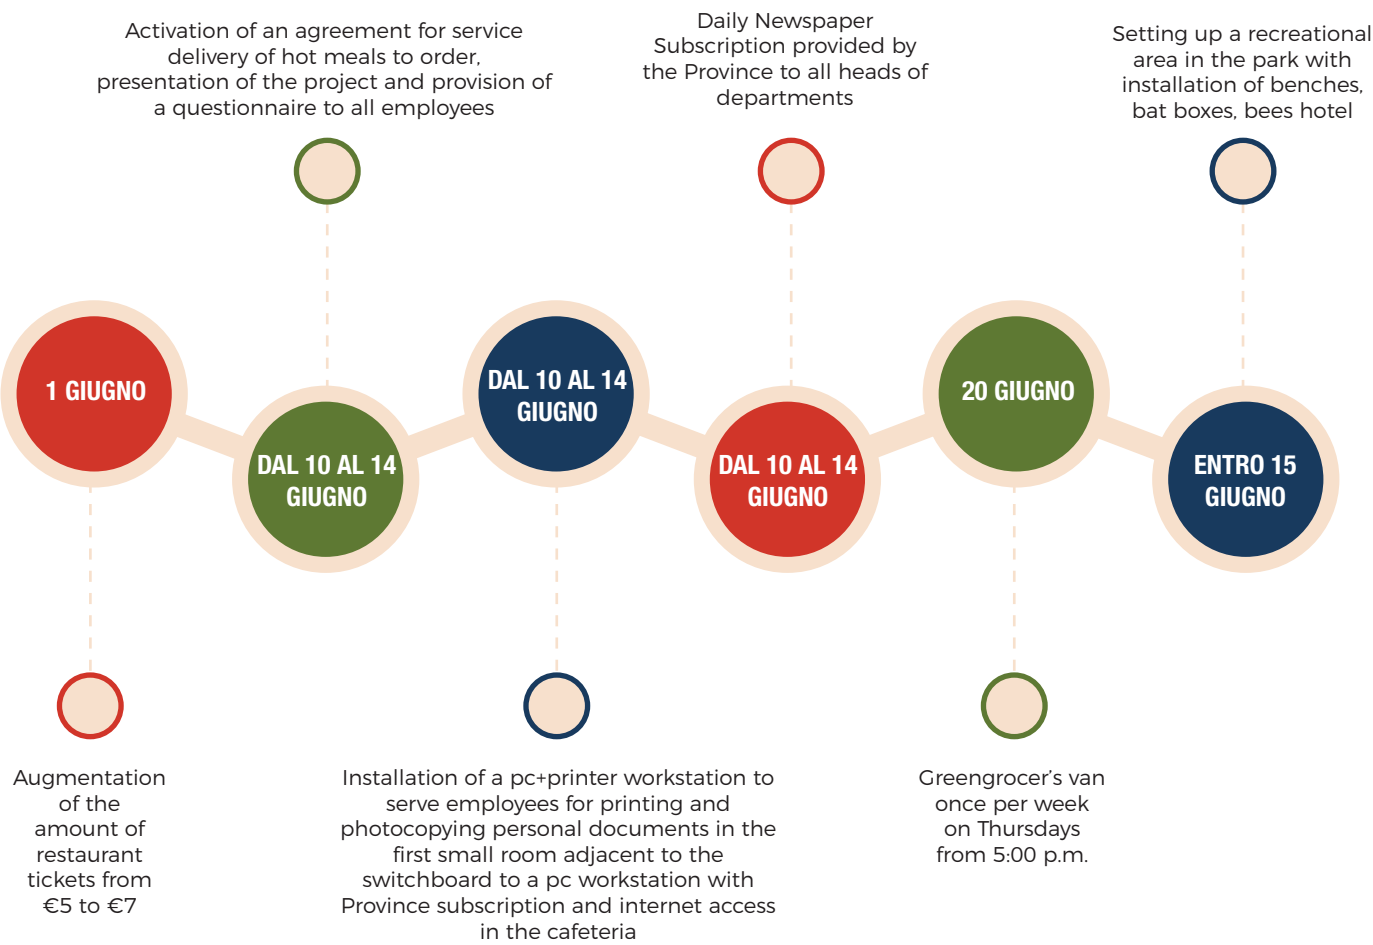 Activation of an agreement for service
delivery of hot meals to order,
presentation of the project and provision of
a questionnaire to all employees
Daily Newspaper
Subscription provided by
the Province to all heads of
departments
Setting up a recreational
area in the park with
installation of benches,
bat boxes, bees hotel
1 GIUGNO
DAL 10 AL 14
GIUGNO
DAL 10 AL 14
GIUGNO
DAL 10 AL 14
GIUGNO
20 GIUGNO
ENTRO 15
GIUGNO
Augmentation
of the
amount of
restaurant
tickets from
€5 to €7
Installation of a pc+printer workstation to
serve employees for printing and
photocopying personal documents in the
first small room adjacent to the
switchboard to a pc workstation with
Province subscription and internet access
in the cafeteria
Greengrocer’s van
once per week
on Thursdays
from 5:00 p.m.